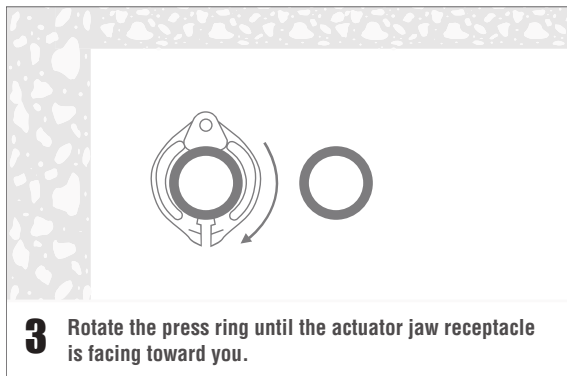 3 Rotate the press ring until the actuator jaw receptacle
is facing toward you.